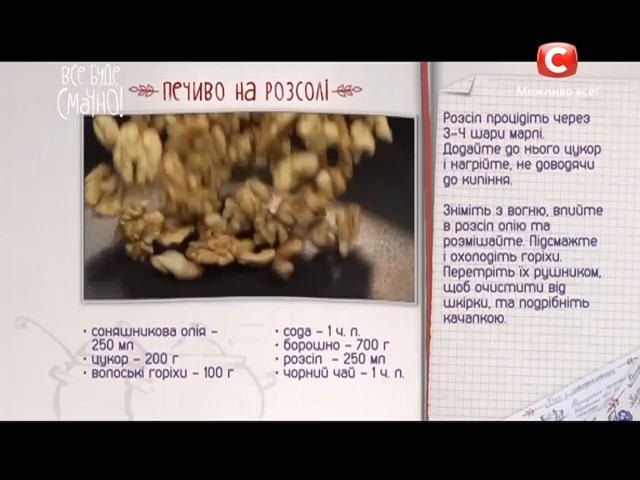 все буде
Смачно!
печиво на розсолі
С
Можливо все!
Розсіл процідіть через
3-4 шари марлі.
Додайте до нього цукор
і нагрійте, не доводячи
до кипіння.
Зніміть з вогню, влийте
в розсіл олію та
розмішайте. Підсмажте
і охолодіть горіхи.
Перетріть їх рушником,
щоб очистити від
шкірки, та подрібніть
качалкою.
• соняшникова олія –
250 мл
• цукор – 200 г
• волоські горіхи – 100 г
• сода – 1 ч. л.
• борошно – 700 г
• розсіл – 250 мл
• чорний чай – 1 ч. л.